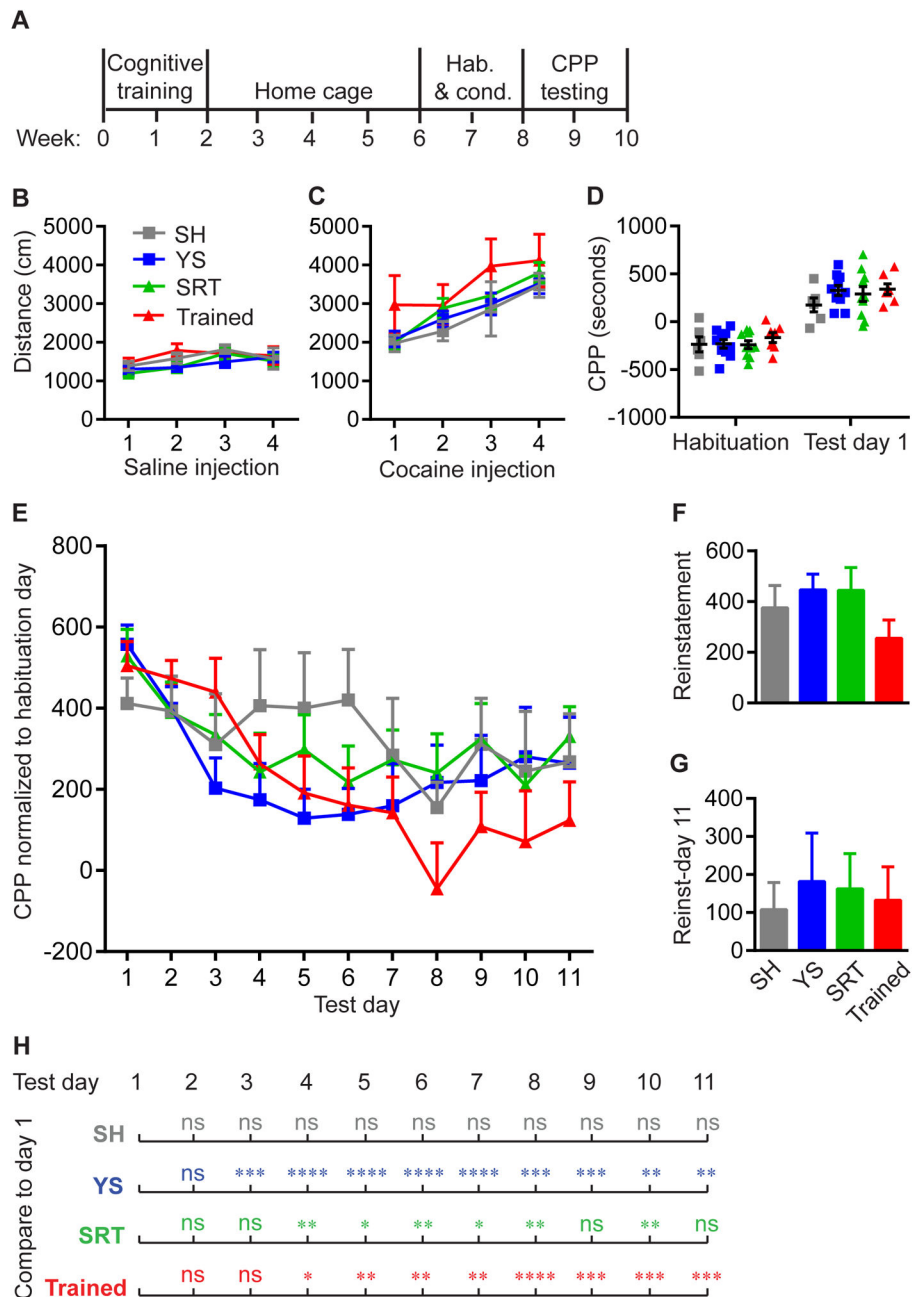 A
Cognitive training
Home cage
Hab. & cond.
CPP testing
Week: 0 1 2 3 4 5 6 7 8 9 10
B
Distance (cm)
5000
4000
3000
2000
1000
0
SH
YS
SRT
Trained
1 2 3 4
Saline injection
C
5000
4000
3000
2000
1000
0
1 2 3 4
Cocaine injection
D
CPP (seconds)
1000
500
0
-500
-1000
Habituation Test day 1
E
CPP normalized to habituation day
800
600
400
200
0
-200
1 2 3 4 5 6 7 8 9 10 11
Test day
F
Reinstatement
600
400
200
0
G
Reinst-day 11
400
300
200
100
0
SH YS SRT Trained
H
Test day 1 2 3 4 5 6 7 8 9 10 11
Compare to day 1
SH ns ns ns ns ns ns ns ns ns ns
YS ns *** **** **** **** **** *** *** ** **
SRT ns ns ** * ** * ** ns ** ns
Trained ns ns * ** ** ** **** *** *** ***